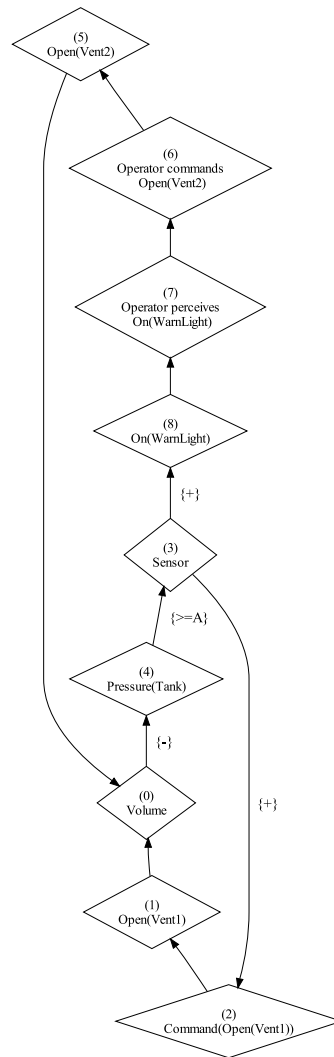 (5)
Open(Vent2)
(6)
Operator commands
Open(Vent2)
(7)
Operator perceives
On(WarnLight)
(8)
On(WarnLight)
{+}
(3)
Sensor
{>=A}
(4)
Pressure(Tank)
{-}
(0)
Volume
{+}
(1)
Open(Vent1)
(2)
Command(Open(Vent1))